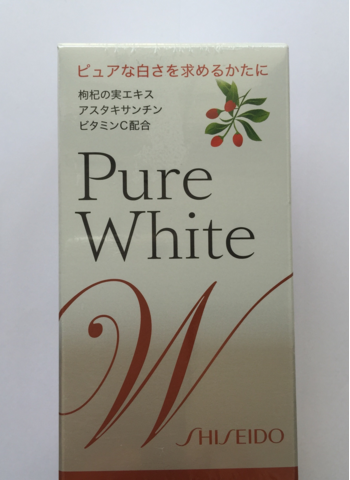 ピュアな白さを求めるかたに
枸杞の実エキス
アスタキサンチン
ビタミンC配合
Pure
White
W
SHISEIDO